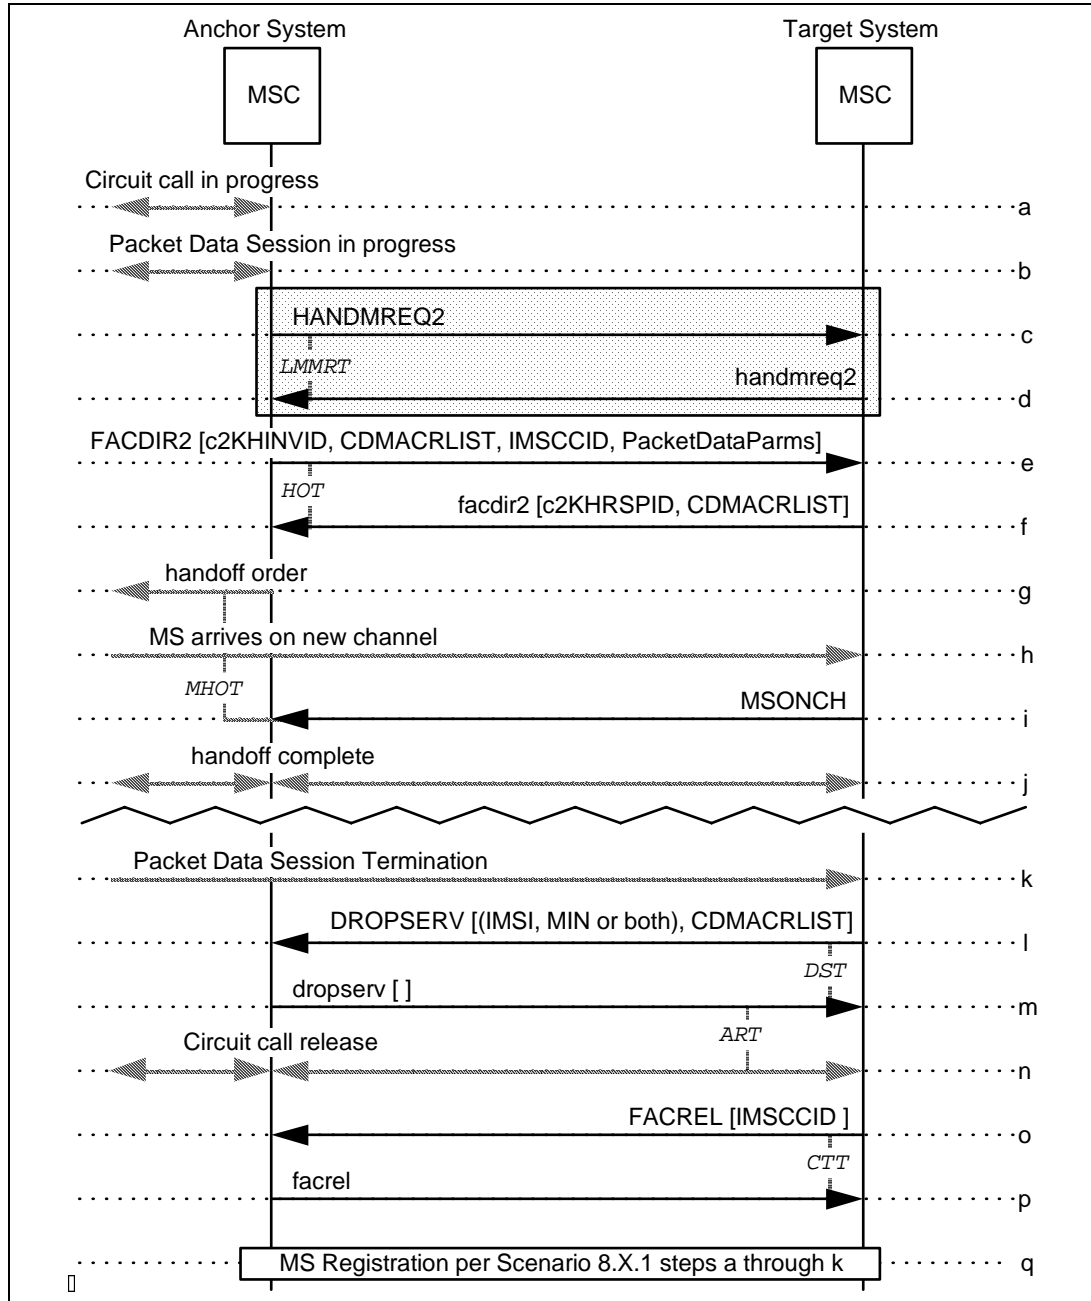 Anchor System
Target System
MSC
MSC
Circuit call in progress
a
Packet Data Session in progress
b
HANDMREQ2
c
LMMRT
handmreq2
d
FACDIR2 [c2KHINVID, CDMACRLIST, IMSCCID, PacketDataParms]
e
HOT
facdir2 [c2KHRSPID, CDMACRLIST]
f
handoff order
g
MS arrives on new channel
h
MHOT
MSONCH
i
handoff complete
j
Packet Data Session Termination
k
DROPSERV [(IMSI, MIN or both), CDMACRLIST]
l
DST
dropserv [ ]
m
ART
Circuit call release
n
FACREL [IMSCCID ]
o
CTT
facrel
p
MS Registration per Scenario 8.X.1 steps a through k
q